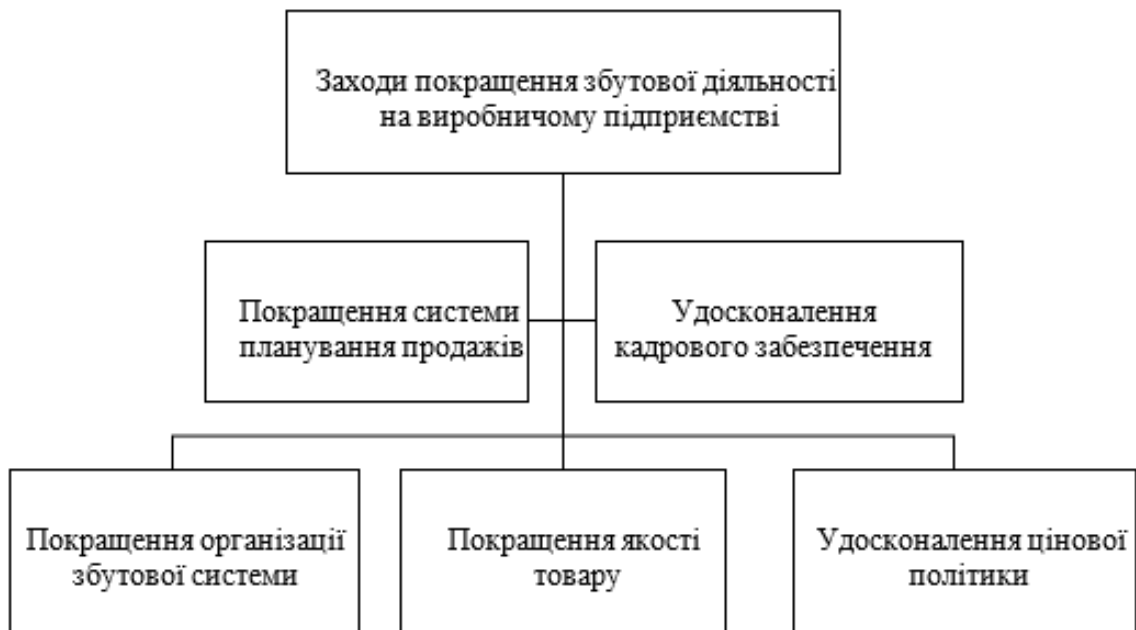 Заходи покращення збутової діяльності
на виробничому підприємстві
Покращення системи
планування продажів
Удосконалення
кадрового забезпечення
Покращення організації
збутової системи
Покращення якості
товару
Удосконалення цінової
політики